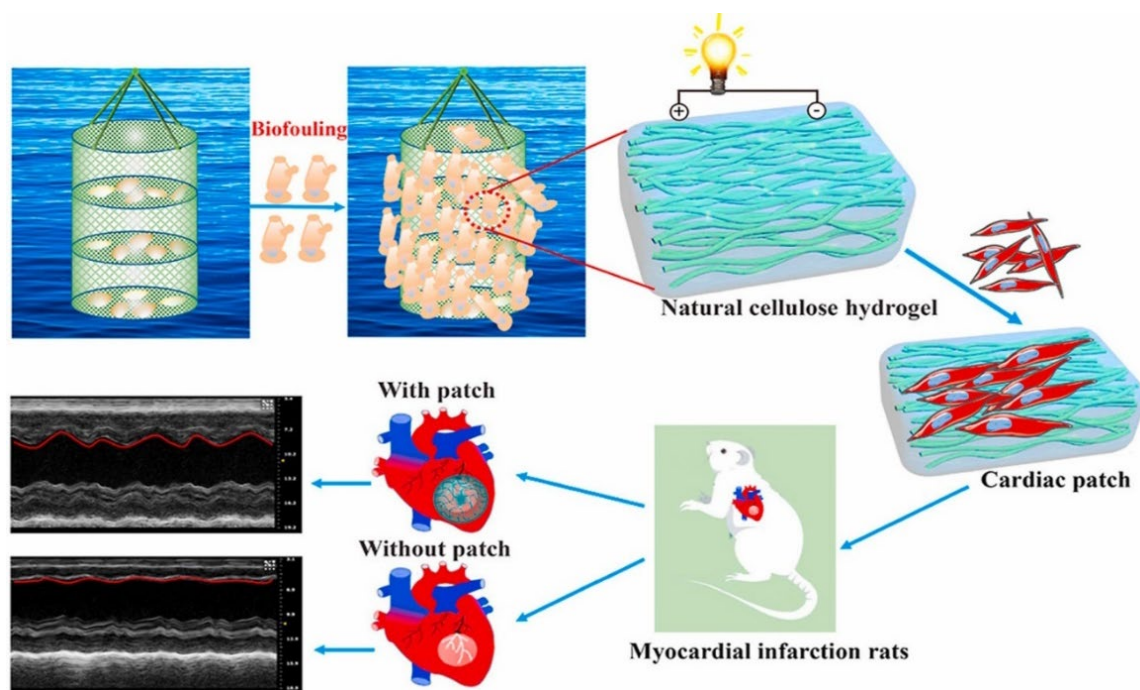 Biofouling
+
-
Natural cellulose hydrogel
Cardiac patch
With patch
Without patch
Myocardial infarction rats